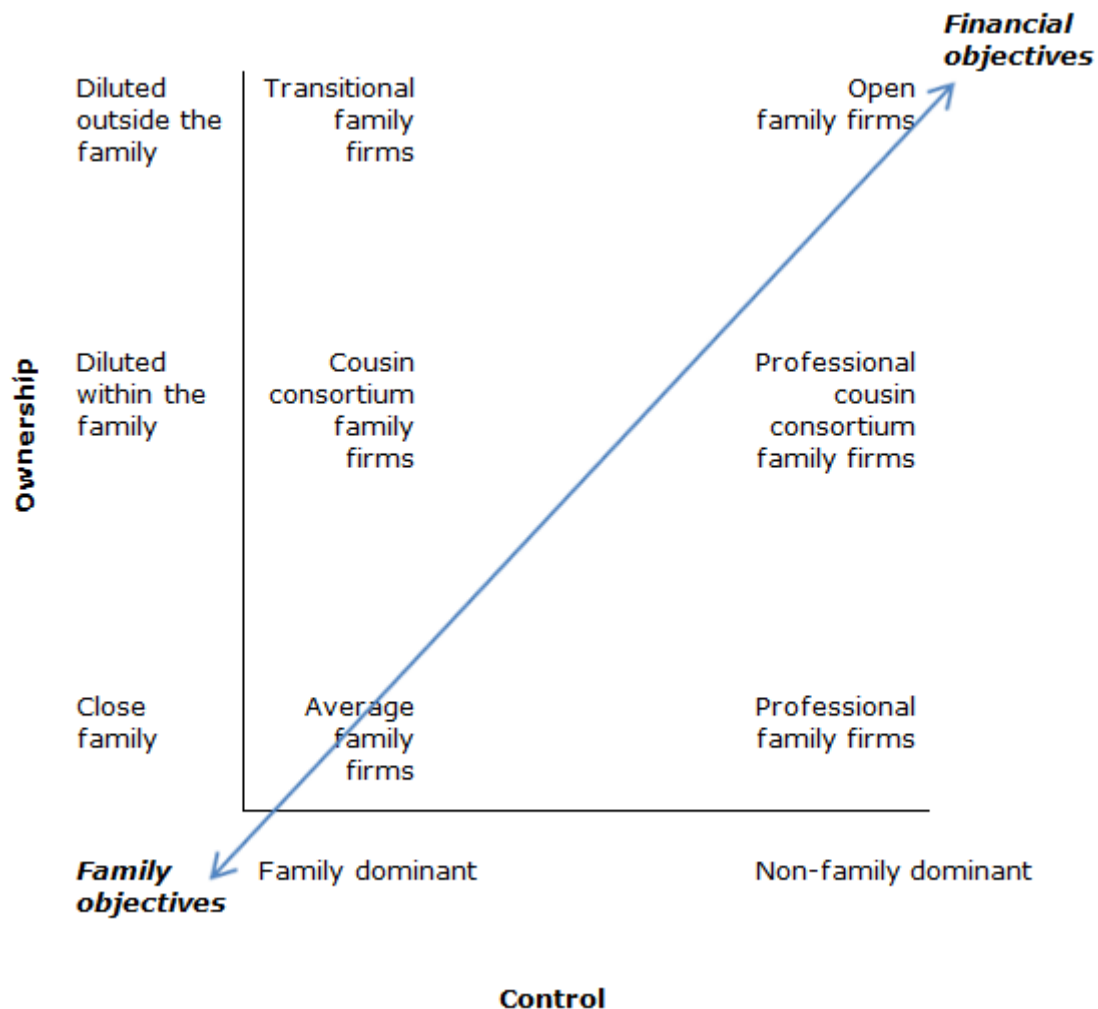 Financial
objectives
Diluted
outside the
family
Transitional
family
firms
Open
family firms
Ownership
Diluted
within the
family
Cousin
consortium
family
firms
Professional
cousin
consortium
family firms
Close
family
Average
family
firms
Professional
family firms
Family
objectives
Family dominant
Non-family dominant
Control